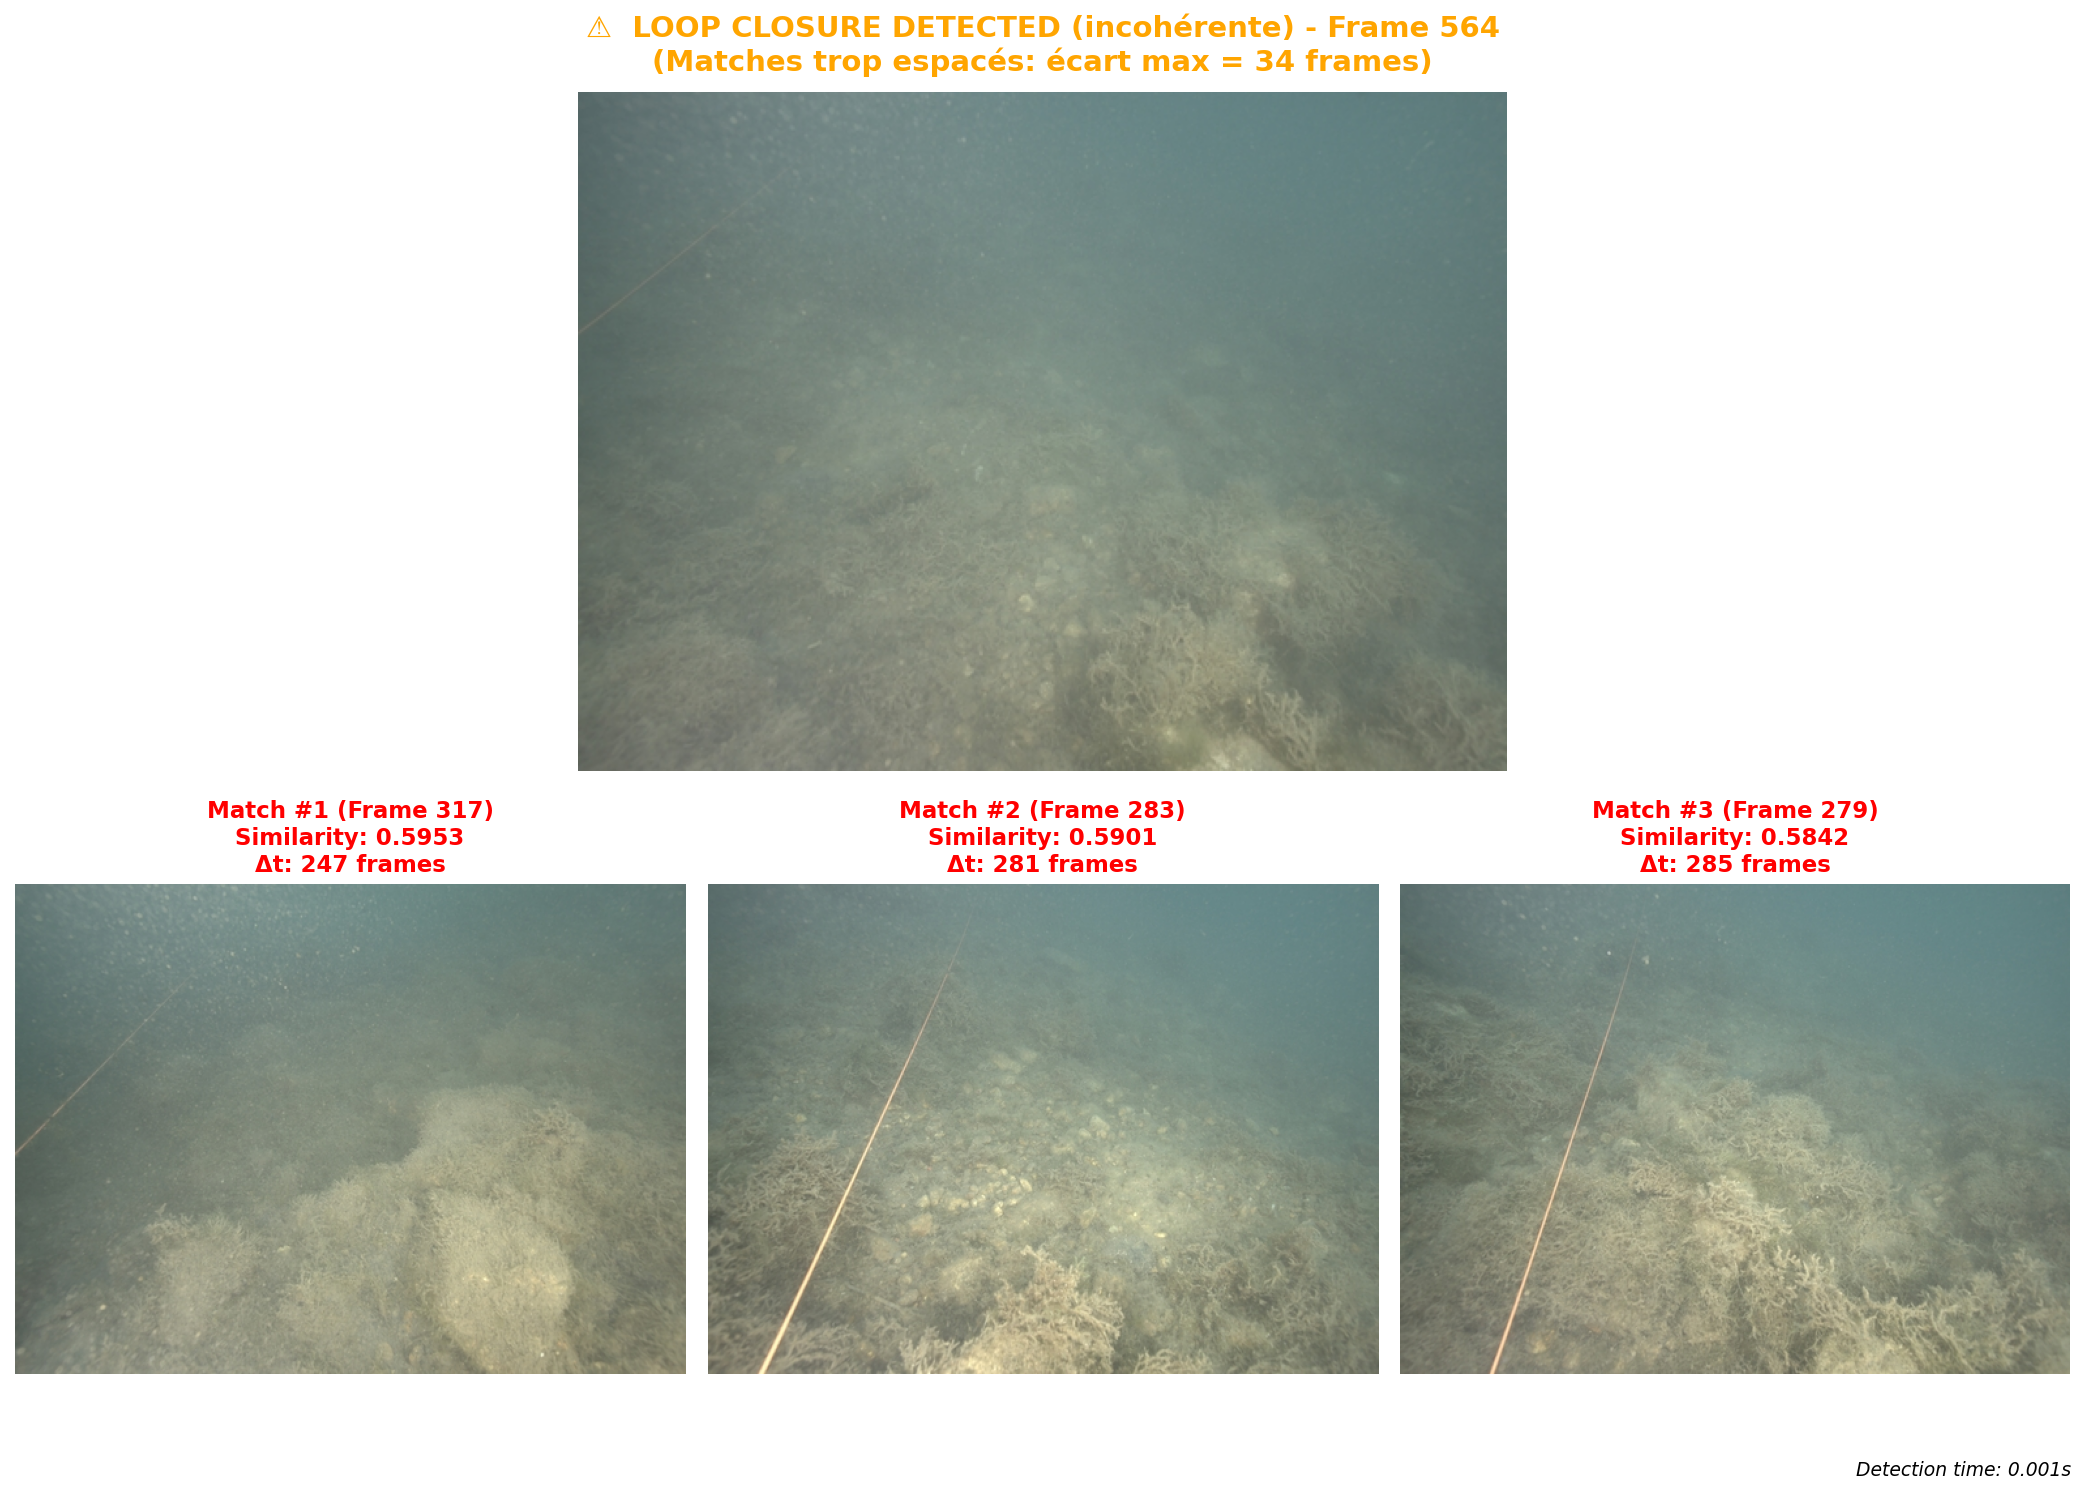 ⚠ LOOP CLOSURE DETECTED (incohérente) - Frame 564
(Matches trop espacés: écart max = 34 frames)
Match #1 (Frame 317)
Similarity: 0.5953
Δt: 247 frames
Match #2 (Frame 283)
Similarity: 0.5901
Δt: 281 frames
Match #3 (Frame 279)
Similarity: 0.5842
Δt: 285 frames
Detection time: 0.001s